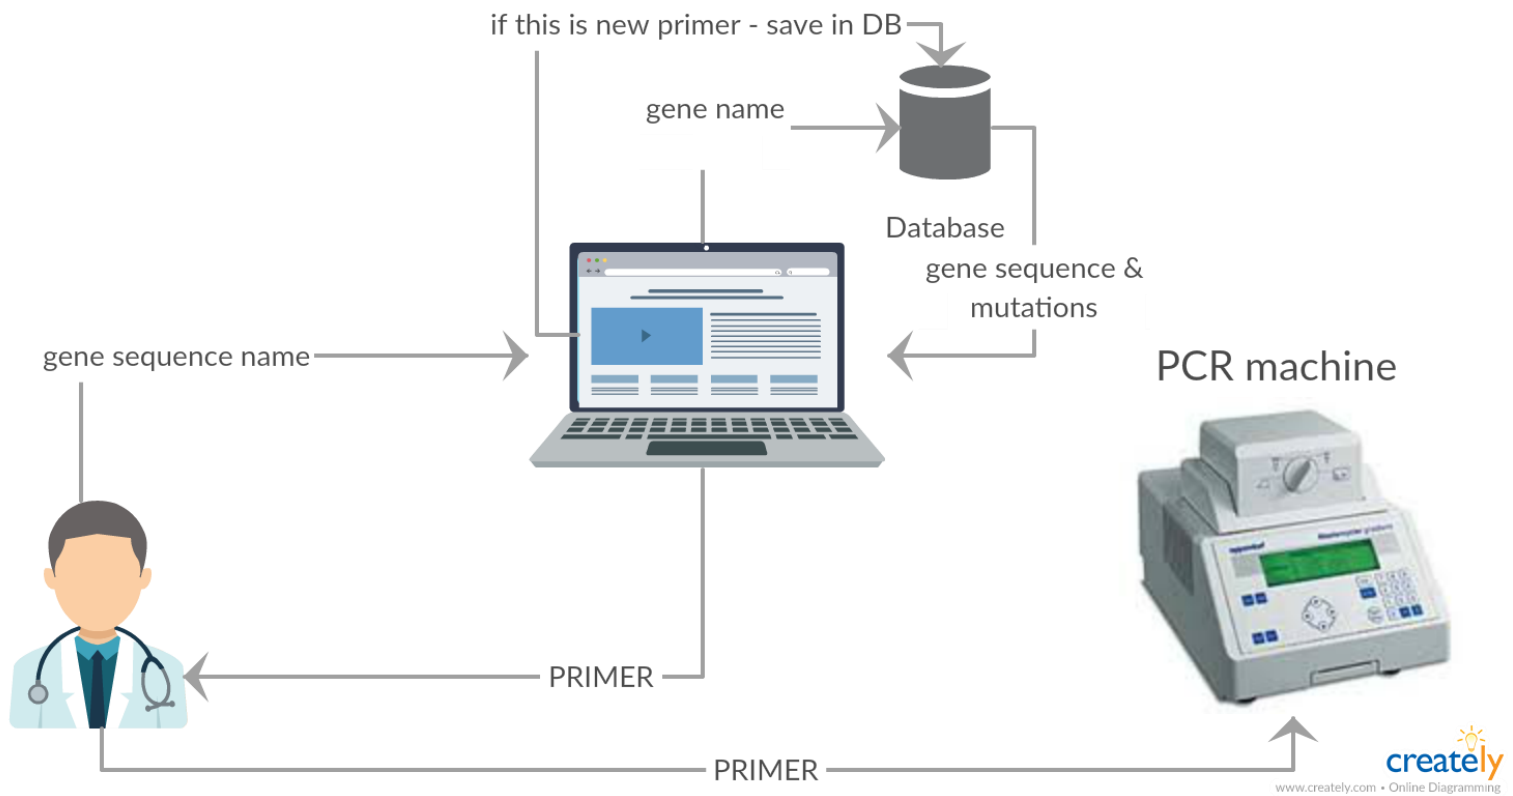 if this is new primer - save in DB
gene name
Database
gene sequence &
mutations
gene sequence name
PCR machine
PRIMER
PRIMER
creately
www.creately.com • Online Diagramming